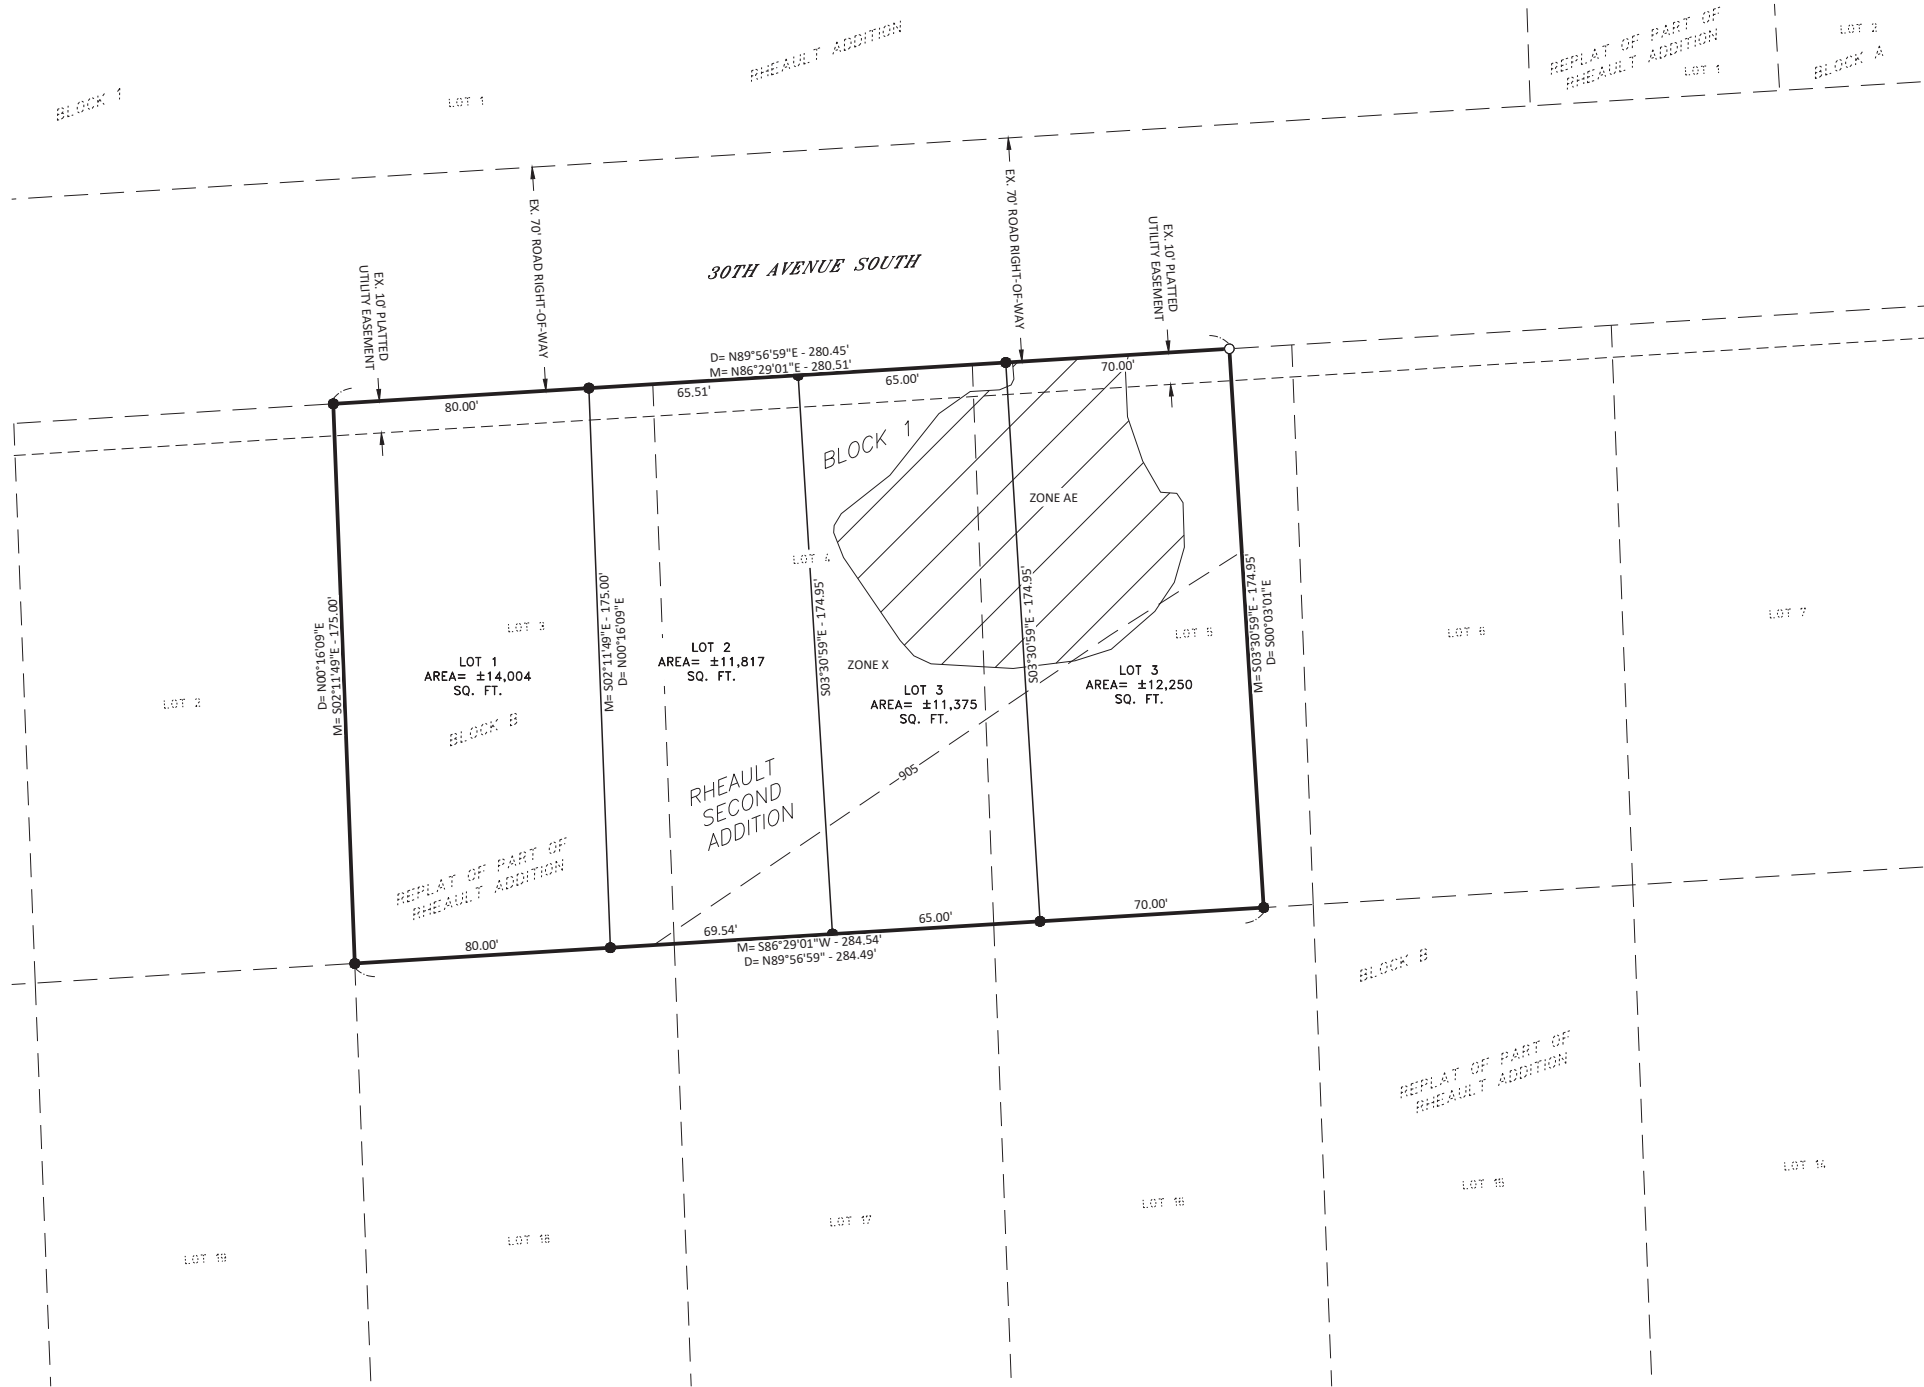 RHEAULT ADDITION
REPLAT OF PART OF
RHEAULT ADDITION
LOT 1
LOT 2
BLOCK A
BLOCK 1
LOT 1
EX. 70' ROAD RIGHT-OF-WAY
EX. 70' ROAD RIGHT-OF-WAY
EX. 10' PLATTED
UTILITY EASEMENT
EX. 10' PLATTED
UTILITY EASEMENT
30TH AVENUE SOUTH
D= N89°56'59"E - 280.45'
M= N86°29'01"E - 280.51'
80.00'
65.51'
65.00'
70.00'
BLOCK 1
ZONE AE
LOT 4
D= N00°16'09"E
M= S02°11'49"E - 175.00'
M= S02°11'49"E - 175.00'
D= N00°16'09"E
S03°30'59"E - 174.95'
S03°30'59"E - 174.95'
M= S03°30'59"E - 174.95'
D= S00°03'01"E
LOT 3
LOT 5
LOT 6
LOT 7
LOT 2
LOT 1
AREA= ±14,004
SQ. FT.
LOT 2
AREA= ±11,817
SQ. FT.
ZONE X
LOT 3
AREA= ±11,375
SQ. FT.
LOT 3
AREA= ±12,250
SQ. FT.
BLOCK B
905
RHEAULT
SECOND
ADDITION
REPLAT OF PART OF
RHEAULT ADDITION
80.00'
69.54'
65.00'
70.00'
M= S86°29'01"W - 284.54'
D= N89°56'59" - 284.49'
BLOCK B
REPLAT OF PART OF
RHEAULT ADDITION
LOT 19
LOT 18
LOT 17
LOT 16
LOT 15
LOT 14